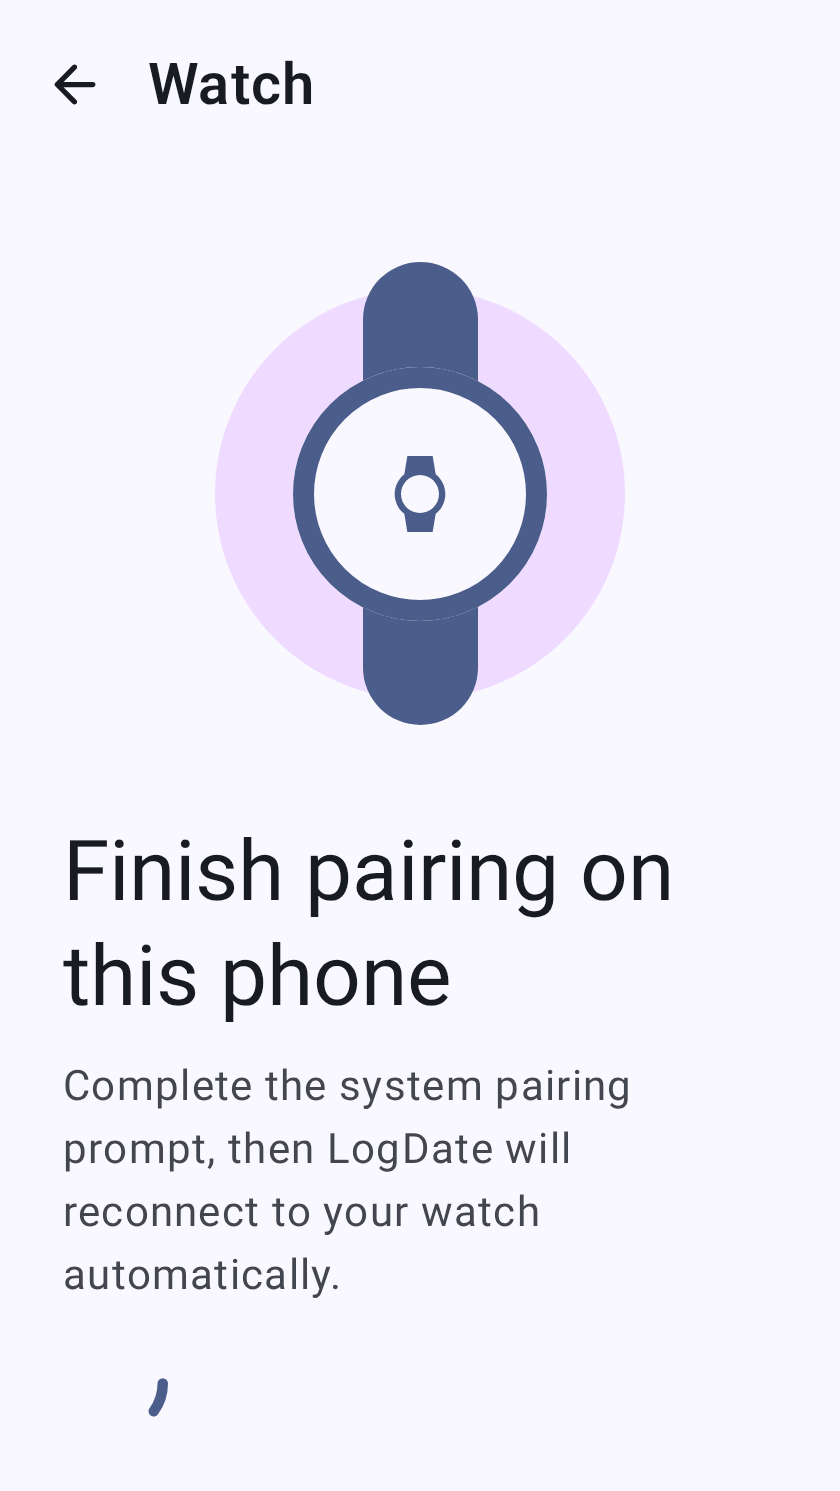 Watch
Finish pairing on
this phone
Complete the system pairing
prompt, then LogDate will
reconnect to your watch
automatically.